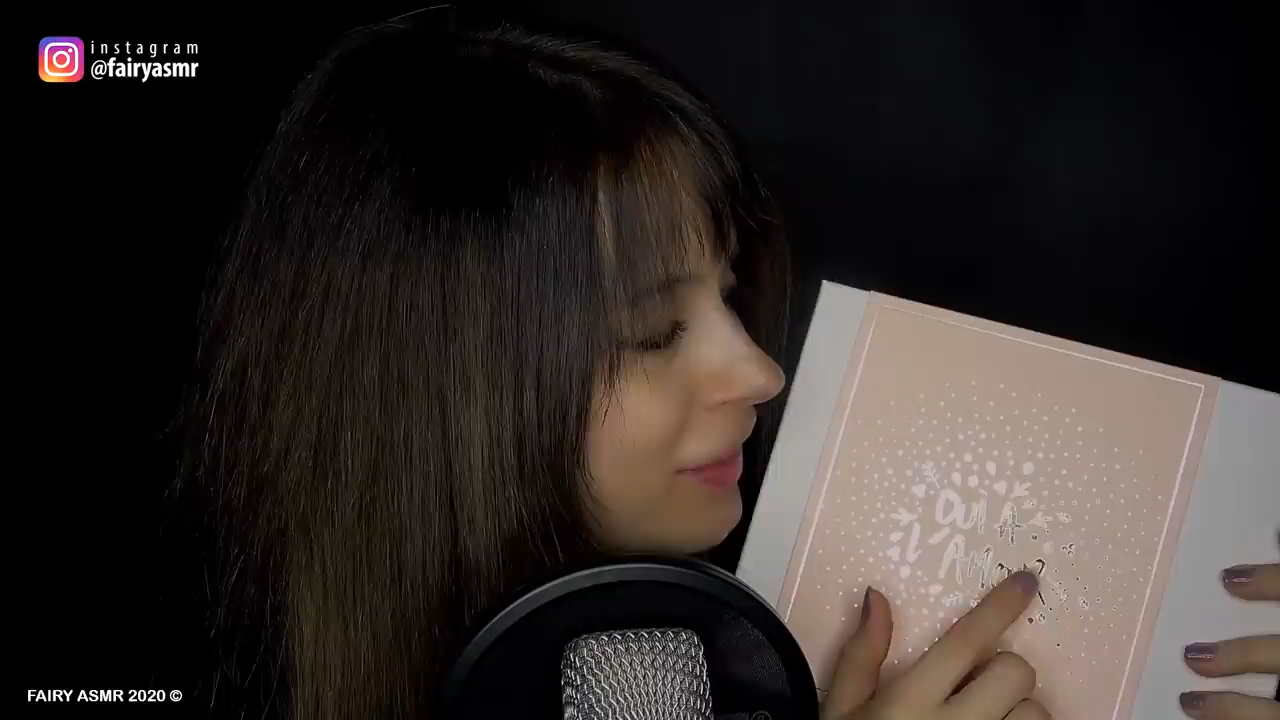 instagram
@fairyasmr
OUI À
L'
AMOUR
FAIRY ASMR 2020 ©